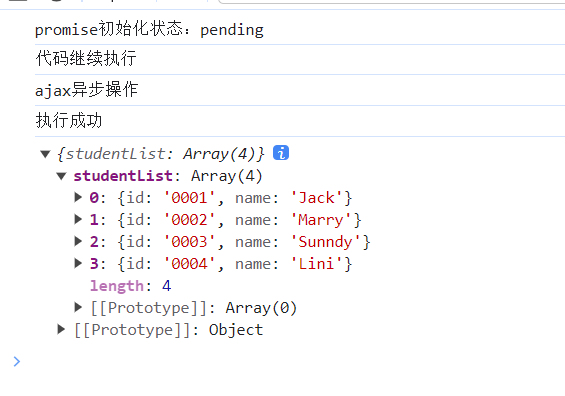 promise初始化状态：pending
代码继续执行
ajax异步操作
执行成功
{studentList: Array(4)} i
studentList: Array(4)
0: {id: '0001', name: 'Jack'}
1: {id: '0002', name: 'Marry'}
2: {id: '0003', name: 'Sunndy'}
3: {id: '0004', name: 'Lini'}
length: 4
[[Prototype]]: Array(0)
[[Prototype]]: Object